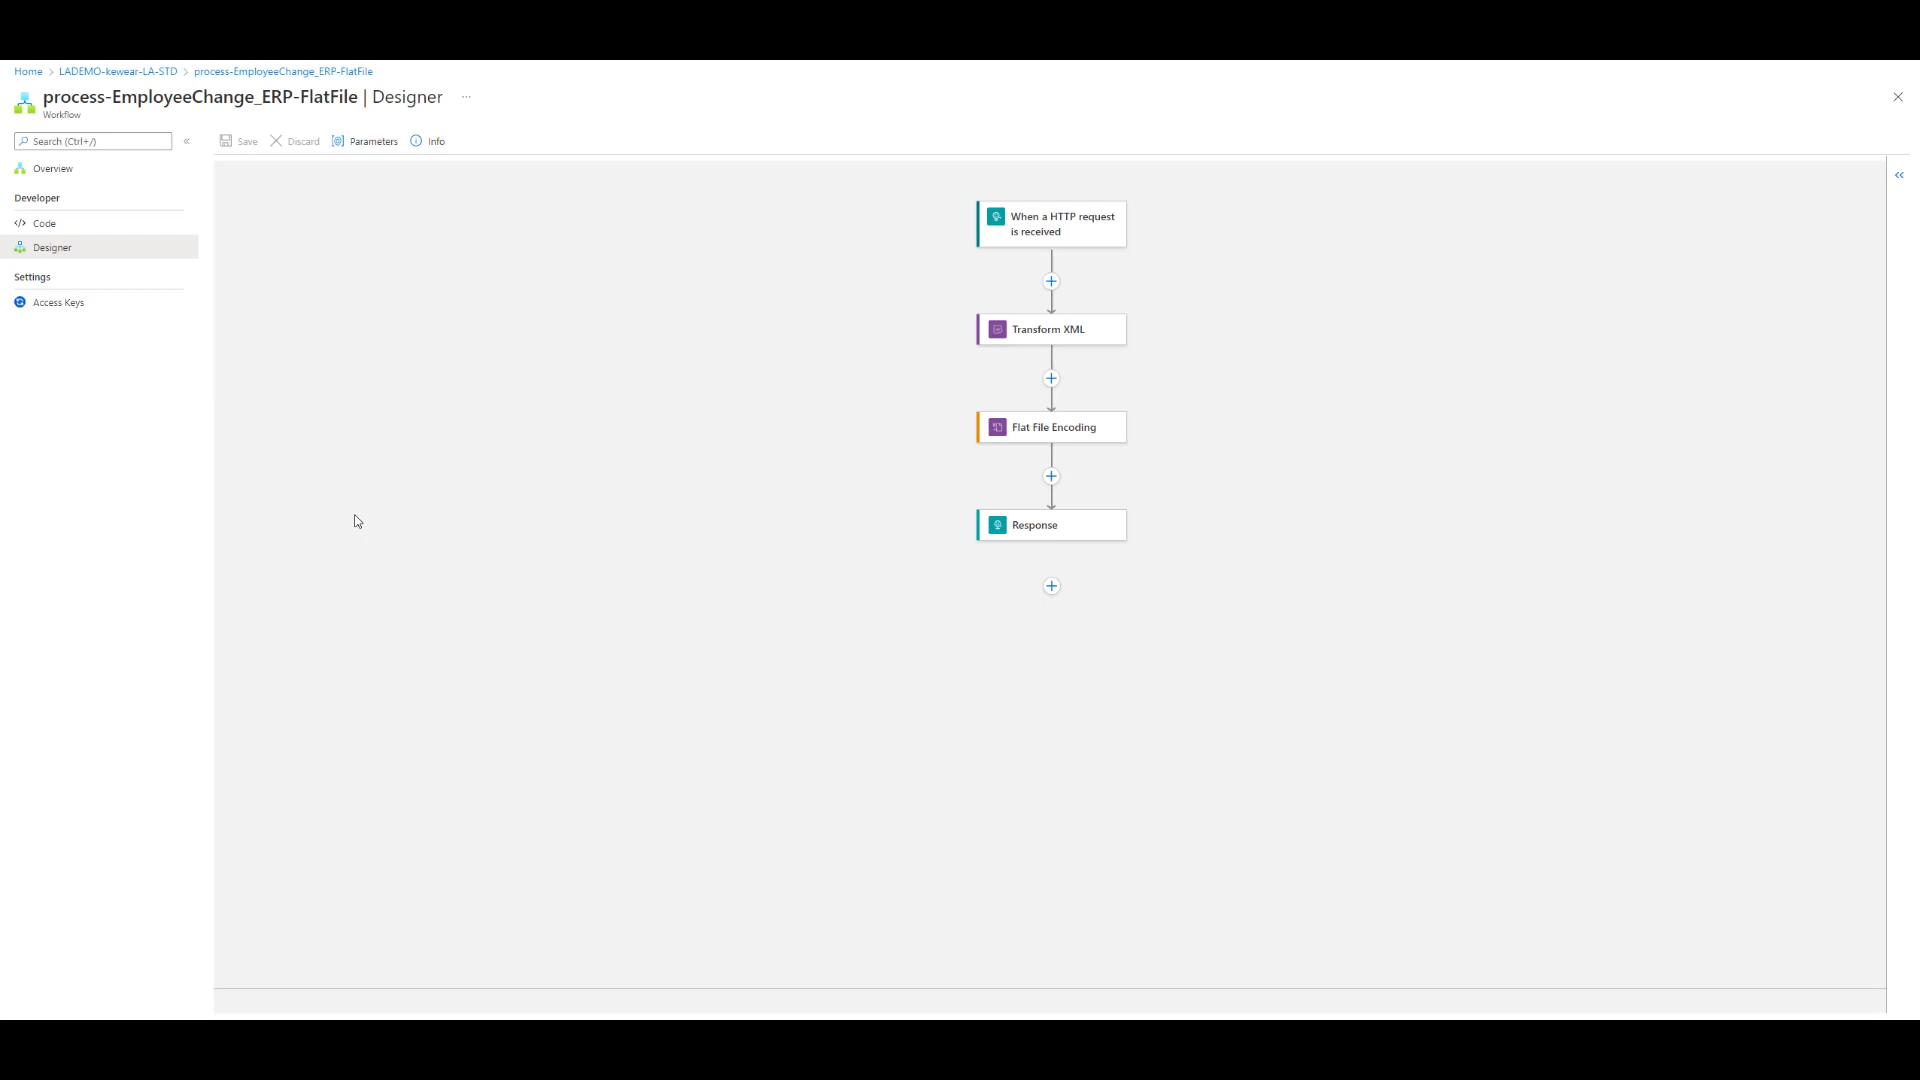 Home > LADEMO-kewear-LA-STD > process-EmployeeChange_ERP-FlatFile
process-EmployeeChange_ERP-FlatFile | Designer ...
Workflow
Search (Ctrl+/) «
Save Discard Parameters Info
Overview
Developer
Code
Designer
Settings
Access Keys
When a HTTP request
is received
Transform XML
Flat File Encoding
Response